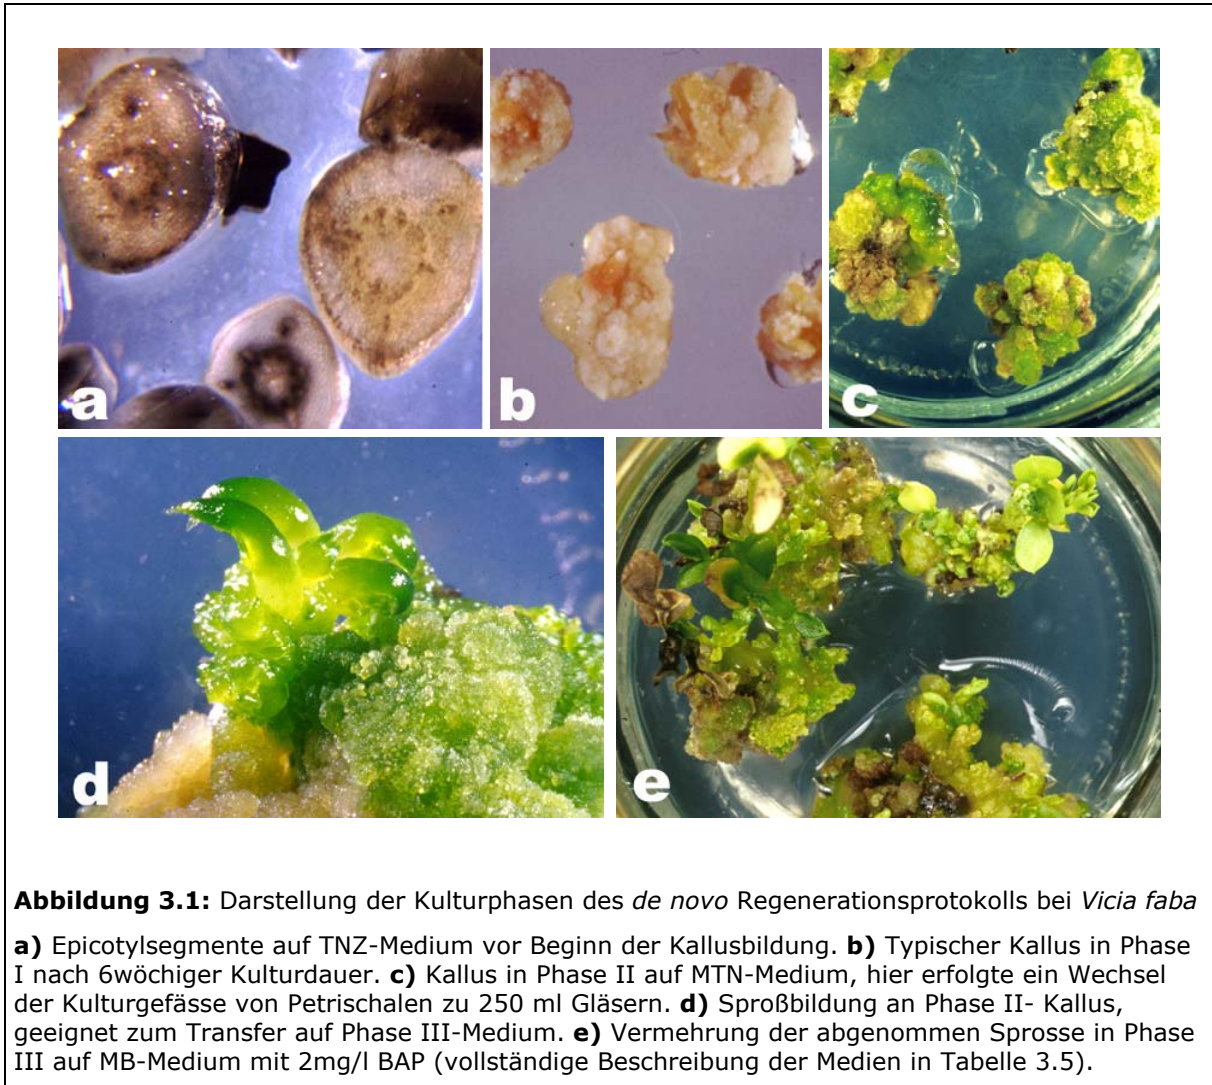 a
b
c
d
e
Abbildung 3.1: Darstellung der Kulturphasen des de novo Regenerationsprotokolls bei Vicia faba
a) Epicotylsegmente auf TNZ-Medium vor Beginn der Kallusbildung. b) Typischer Kallus in Phase
I nach 6wöchiger Kulturdauer. c) Kallus in Phase II auf MTN-Medium, hier erfolgte ein Wechsel
der Kulturgefässe von Petrischalen zu 250 ml Gläsern. d) Sproßbildung an Phase II- Kallus,
geeignet zum Transfer auf Phase III-Medium. e) Vermehrung der abgenommen Sprosse in Phase
III auf MB-Medium mit 2mg/l BAP (vollständige Beschreibung der Medien in Tabelle 3.5).